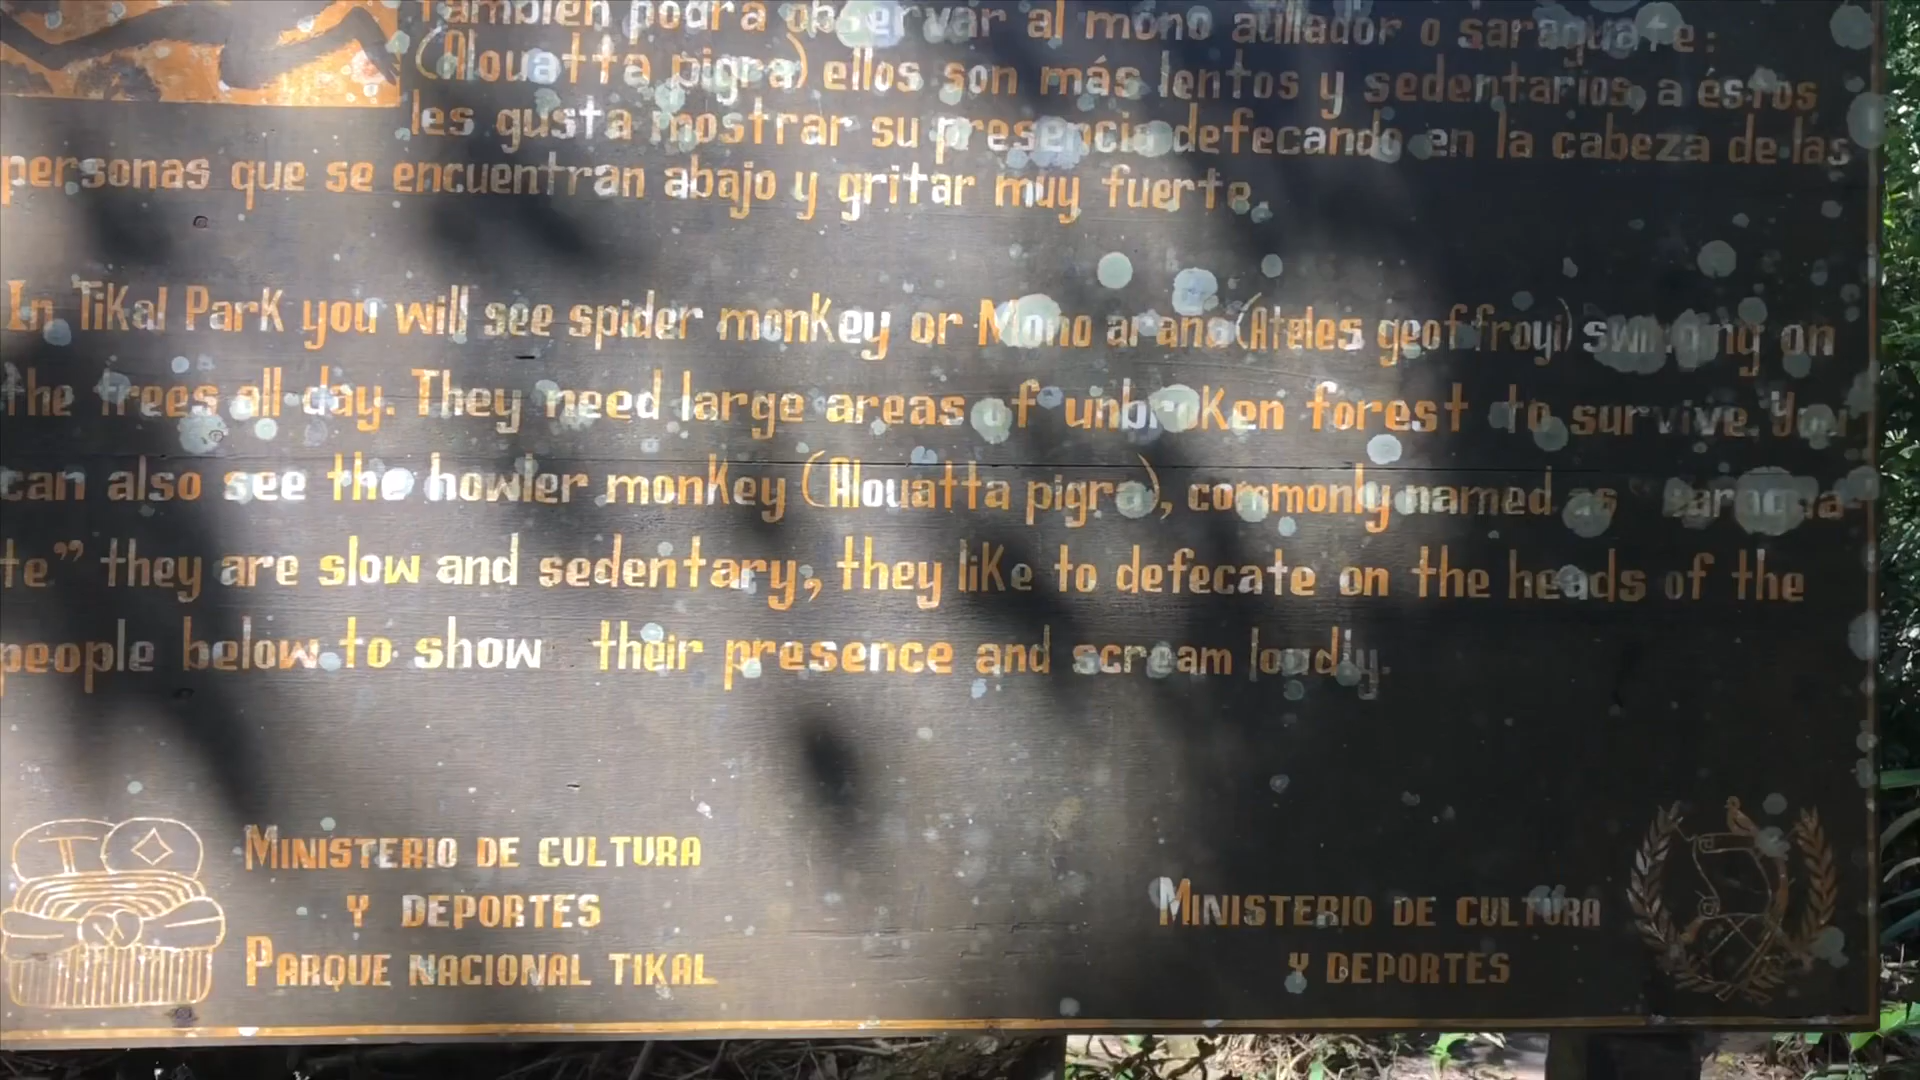 También podrá observar al mono aullador o saraguate:
(Alouatta pigra) ellos son más lentos y sedentarios, a éstos
les gusta mostrar su presencia defecando en la cabeza de las
personas que se encuentran abajo y gritar muy fuerte.
In Tikal Park you will see spider monkey or Mono araña (Ateles geoffroyi) swinging on
the trees all day. They need large areas of unbroken forest to survive. You
can also see the howler monkey (Alouatta pigra), commonly named as "saragua-
te" they are slow and sedentary, they like to defecate on the heads of the
people below to show their presence and scream loudly.
MINISTERIO DE CULTURA
Y DEPORTES
PARQUE NACIONAL TIKAL
MINISTERIO DE CULTURA
Y DEPORTES